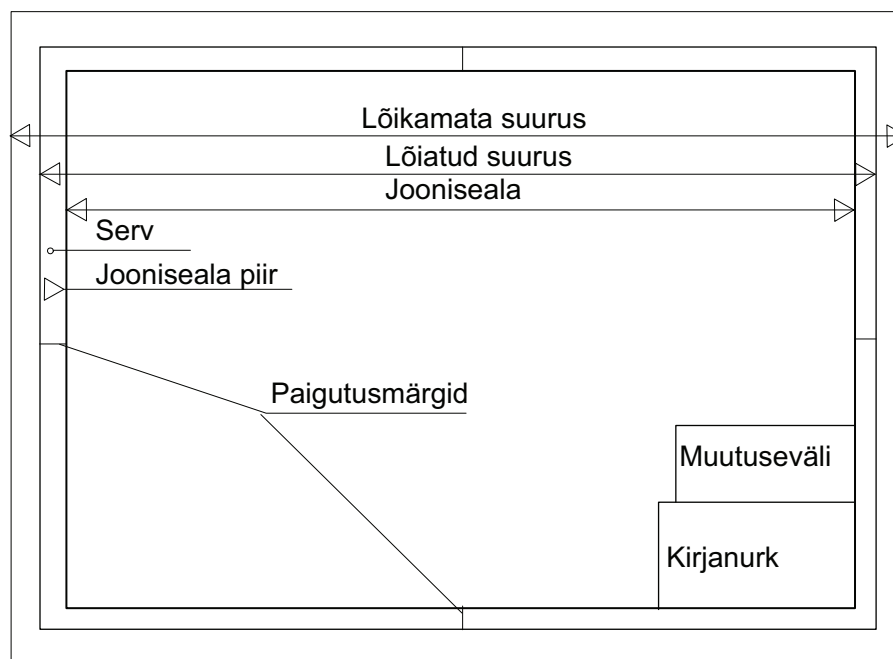 Lõikamata suurus
Lõiatud suurus
Jooniseala
Serv
Jooniseala piir
Paigutusmärgid
Muutuseväli
Kirjanurk